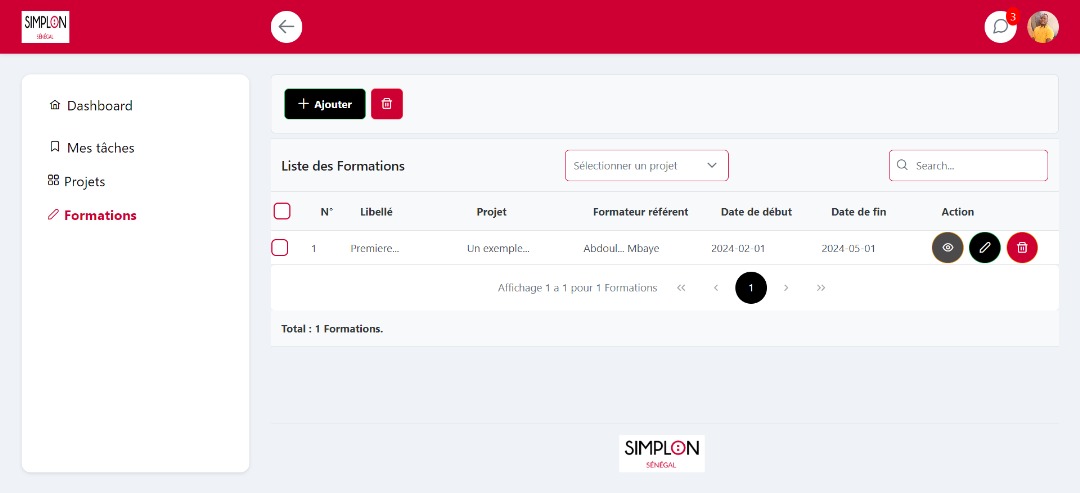 SIMPLON
SÉNÉGAL
3
Dashboard
Mes tâches
Projets
Formations
+ Ajouter
Liste des Formations
Sélectionner un projet
Search...
N° Libellé Projet Formateur référent Date de début Date de fin Action
1 Premiere... Un exemple... Abdoul... Mbaye 2024-02-01 2024-05-01
Affichage 1 a 1 pour 1 Formations « ‹ 1 › »
Total : 1 Formations.
SIMPLON
SÉNÉGAL